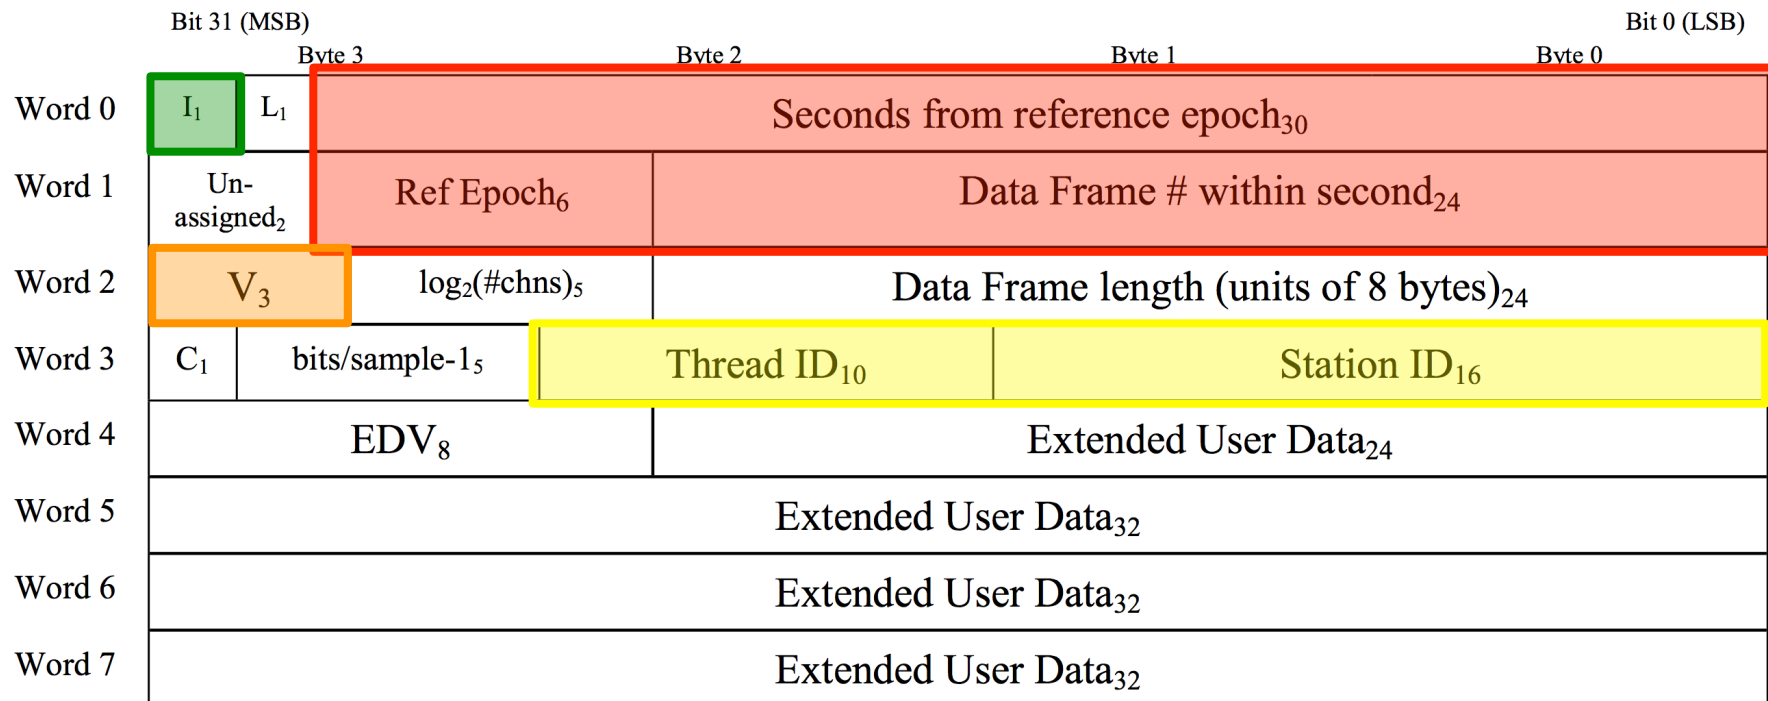 Bit 31 (MSB) Bit 0 (LSB)
Byte 3 Byte 2 Byte 1 Byte 0
Word 0 I1 L1 Seconds from reference epoch30
Word 1 Un-
assigned2 Ref Epoch6 Data Frame # within second24
Word 2 V3 log2(#chns)5 Data Frame length (units of 8 bytes)24
Word 3 C1 bits/sample-15 Thread ID10 Station ID16
Word 4 EDV8 Extended User Data24
Word 5 Extended User Data32
Word 6 Extended User Data32
Word 7 Extended User Data32